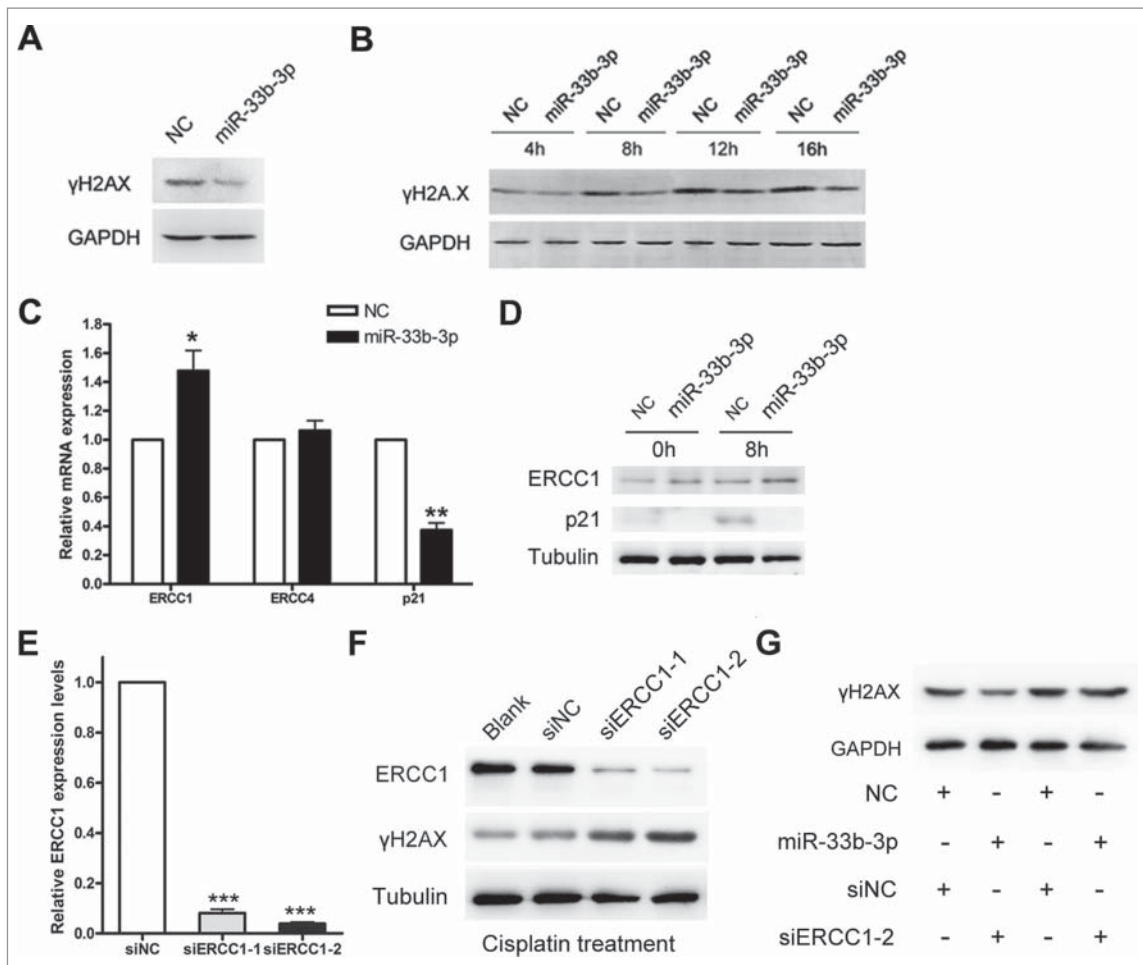 A
NC miR-33b-3p
γH2AX
GAPDH
B
NC miR-33b-3p NC miR-33b-3p NC miR-33b-3p NC miR-33b-3p
4h 8h 12h 16h
γH2A.X
GAPDH
C
NC
miR-33b-3p
Relative mRNA expression
1.8
1.6
1.4
1.2
1.0
0.8
0.6
0.4
0.2
0.0
*
**
ERCC1 ERCC4 p21
D
NC miR-33b-3p NC miR-33b-3p
0h 8h
ERCC1
p21
Tubulin
E
Relative ERCC1 expression levels
1.0
0.8
0.6
0.4
0.2
0.0
*** ***
siNC siERCC1-1 siERCC1-2
F
Blank siNC siERCC1-1 siERCC1-2
ERCC1
γH2AX
Tubulin
Cisplatin treatment
G
γH2AX
GAPDH
NC + - + -
miR-33b-3p - + - +
siNC + - + -
siERCC1-2 - + - +